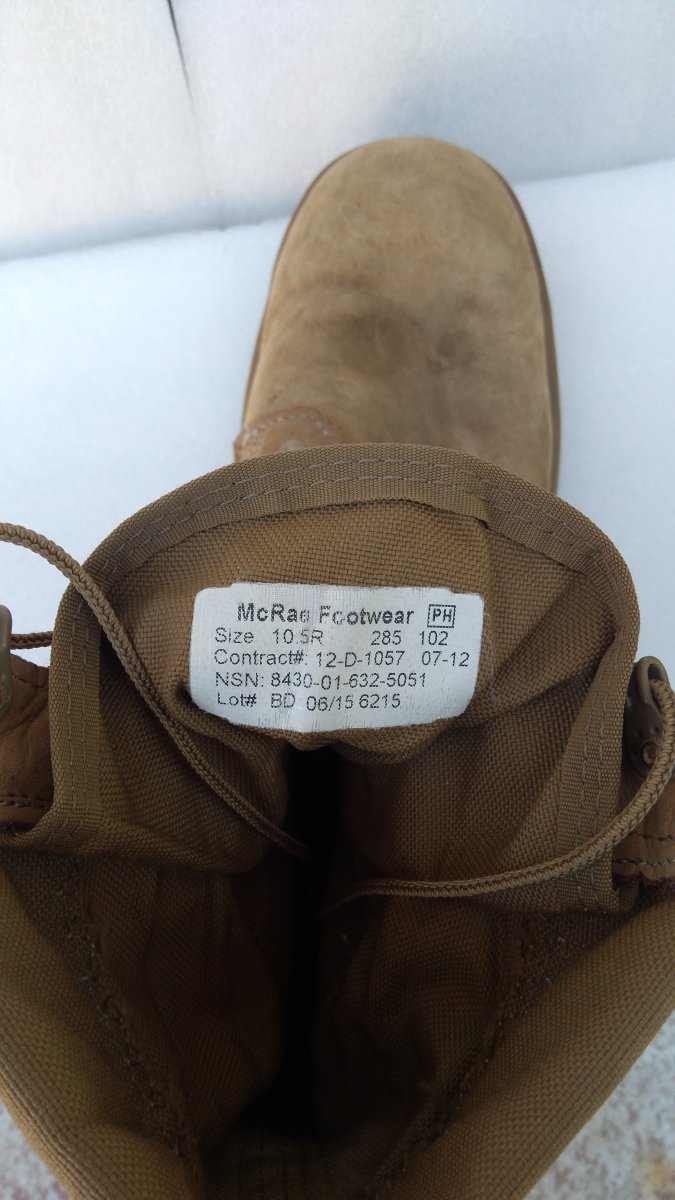 McRae Footwear PH
Size 10.5R 285 102
Contract#: 12-D-1057 07-12
NSN: 8430-01-632-5051
Lot# BD 06/15 6215